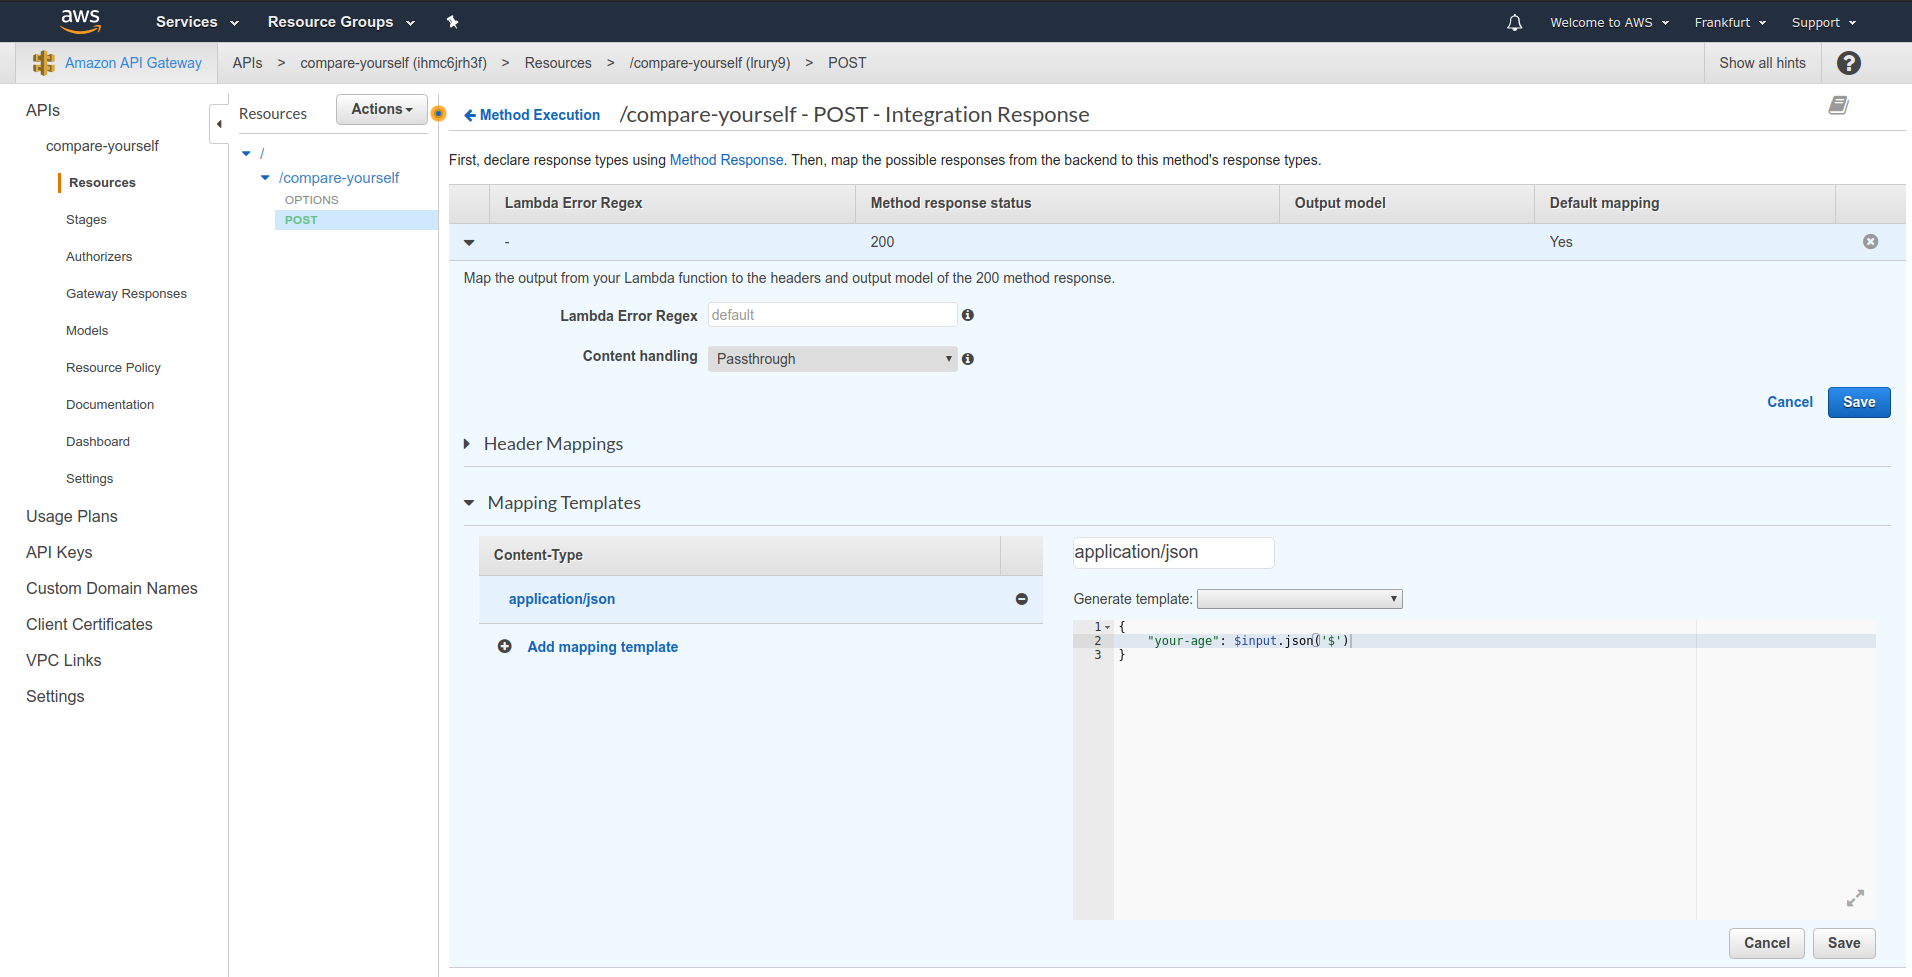 aws Services Resource Groups Welcome to AWS Frankfurt Support
Amazon API Gateway APIs > compare-yourself (ihmc6jrh3f) > Resources > /compare-yourself (lrury9) > POST Show all hints ?
APIs
compare-yourself
Resources
Stages
Authorizers
Gateway Responses
Models
Resource Policy
Documentation
Dashboard
Settings
Usage Plans
API Keys
Custom Domain Names
Client Certificates
VPC Links
Settings
Resources Actions
/
/compare-yourself
OPTIONS
POST
Method Execution /compare-yourself - POST - Integration Response
First, declare response types using Method Response. Then, map the possible responses from the backend to this method's response types.
Lambda Error Regex Method response status Output model Default mapping
- 200 Yes
Map the output from your Lambda function to the headers and output model of the 200 method response.
Lambda Error Regex default
Content handling Passthrough
Cancel Save
Header Mappings
Mapping Templates
Content-Type
application/json
Add mapping template
application/json
Generate template:
1 {
2 "your-age": $input.json('$')
3 }
Cancel Save